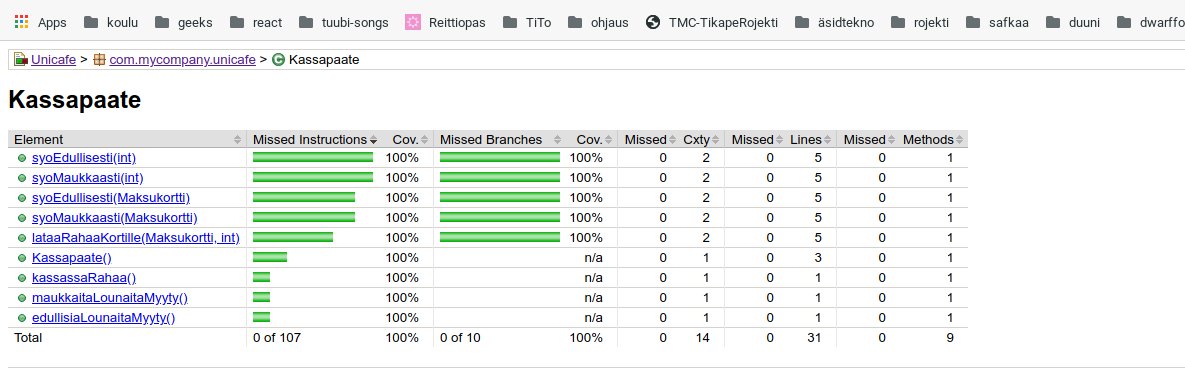 Apps koulu geeks react tuubi-songs Reittiopas TiTo ohjaus TMC-TikapeRojekti äsidtekno rojekti safkaa duuni dwarffo
Unicafe > com.mycompany.unicafe > Kassapaate
Kassapaate
Element Missed Instructions Cov. Missed Branches Cov. Missed Cxty Missed Lines Missed Methods
syoEdullisesti(int) 100% 100% 0 2 0 5 0 1
syoMaukkaasti(int) 100% 100% 0 2 0 5 0 1
syoEdullisesti(Maksukortti) 100% 100% 0 2 0 5 0 1
syoMaukkaasti(Maksukortti) 100% 100% 0 2 0 5 0 1
lataaRahaaKortille(Maksukortti, int) 100% 100% 0 2 0 5 0 1
Kassapaate() 100% n/a 0 1 0 3 0 1
kassassaRahaa() 100% n/a 0 1 0 1 0 1
maukkaitaLounaitaMyyty() 100% n/a 0 1 0 1 0 1
edullisiaLounaitaMyyty() 100% n/a 0 1 0 1 0 1
Total 0 of 107 100% 0 of 10 100% 0 14 0 31 0 9